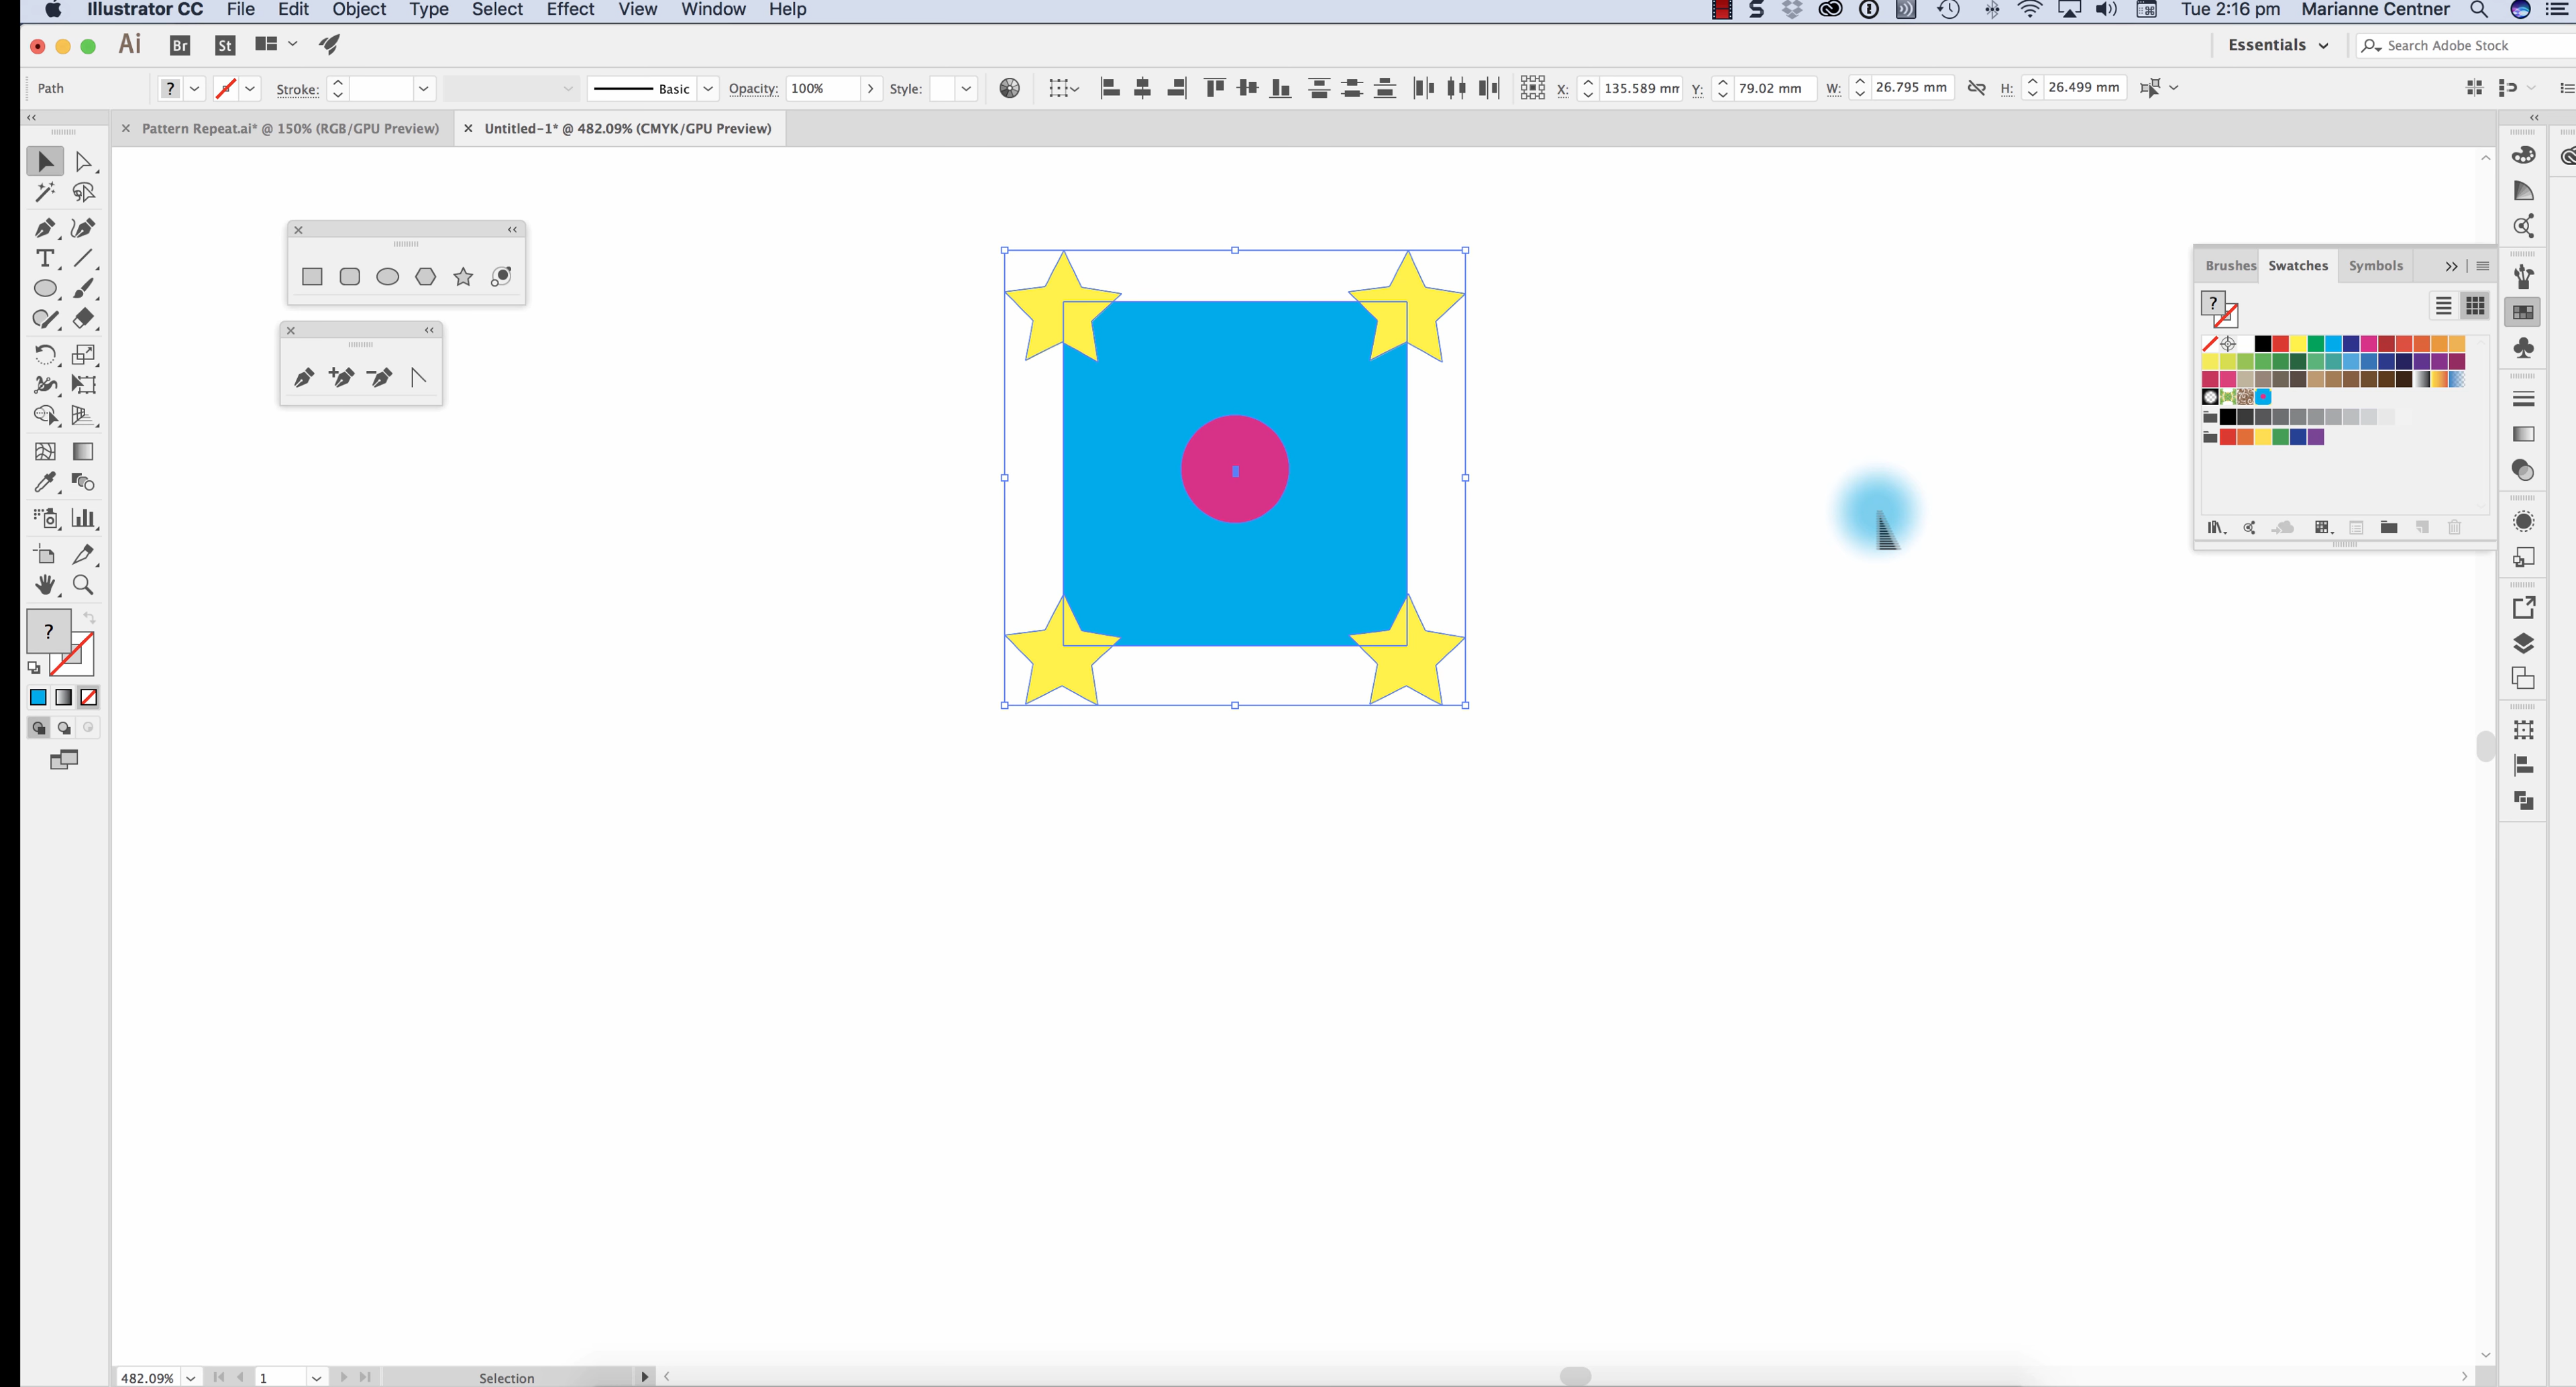 Illustrator CC File Edit Object Type Select Effect View Window Help Tue 2:16 pm Marianne Centner
Ai Br St Essentials Search Adobe Stock
Path ? Stroke: Basic Opacity: 100% Style: X: 135.589 mm Y: 79.02 mm W: 26.795 mm H: 26.499 mm
× Pattern Repeat.ai* @ 150% (RGB/GPU Preview) × Untitled-1* @ 482.09% (CMYK/GPU Preview)
Brushes Swatches Symbols
?
?
482.09% 1 Selection